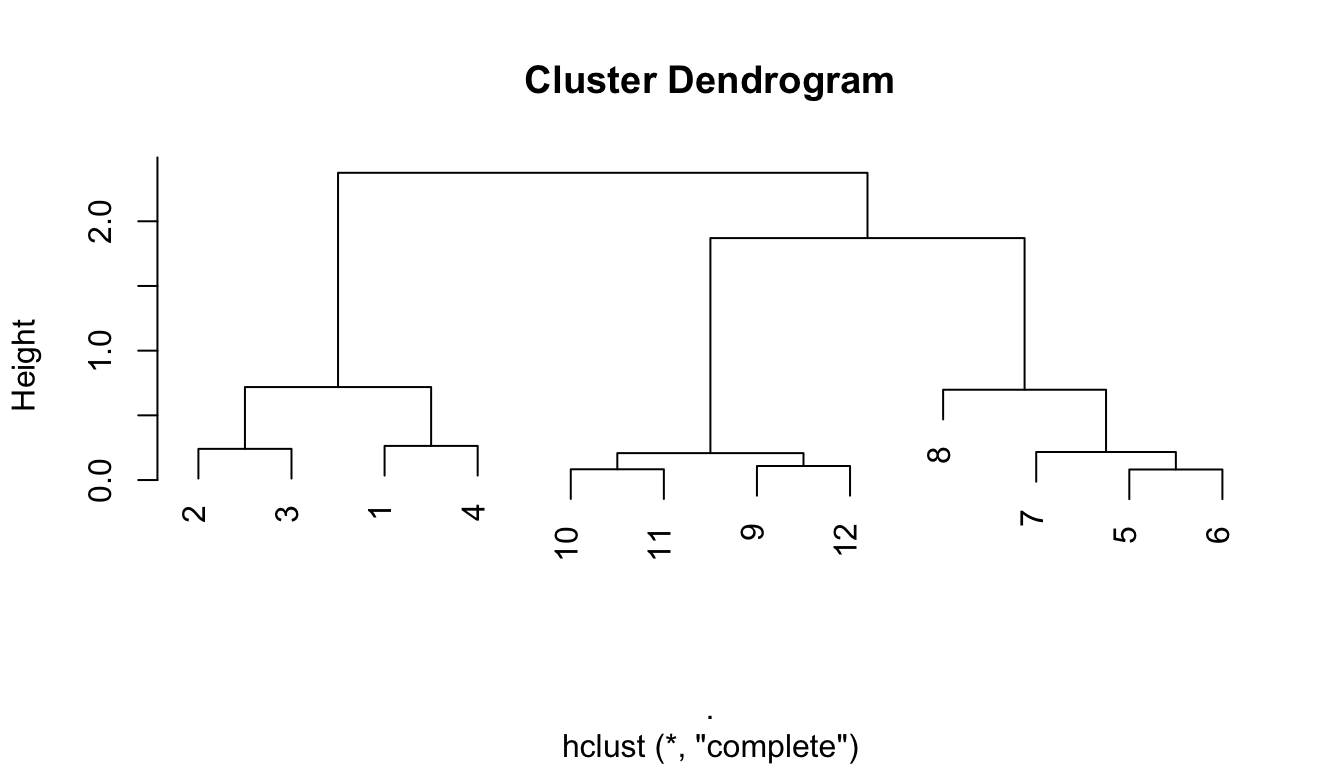 Cluster Dendrogram
Height
0.0 1.0 2.0
2 3 1 4 10 11 9 12 8 7 5 6
.
hclust (*, "complete")